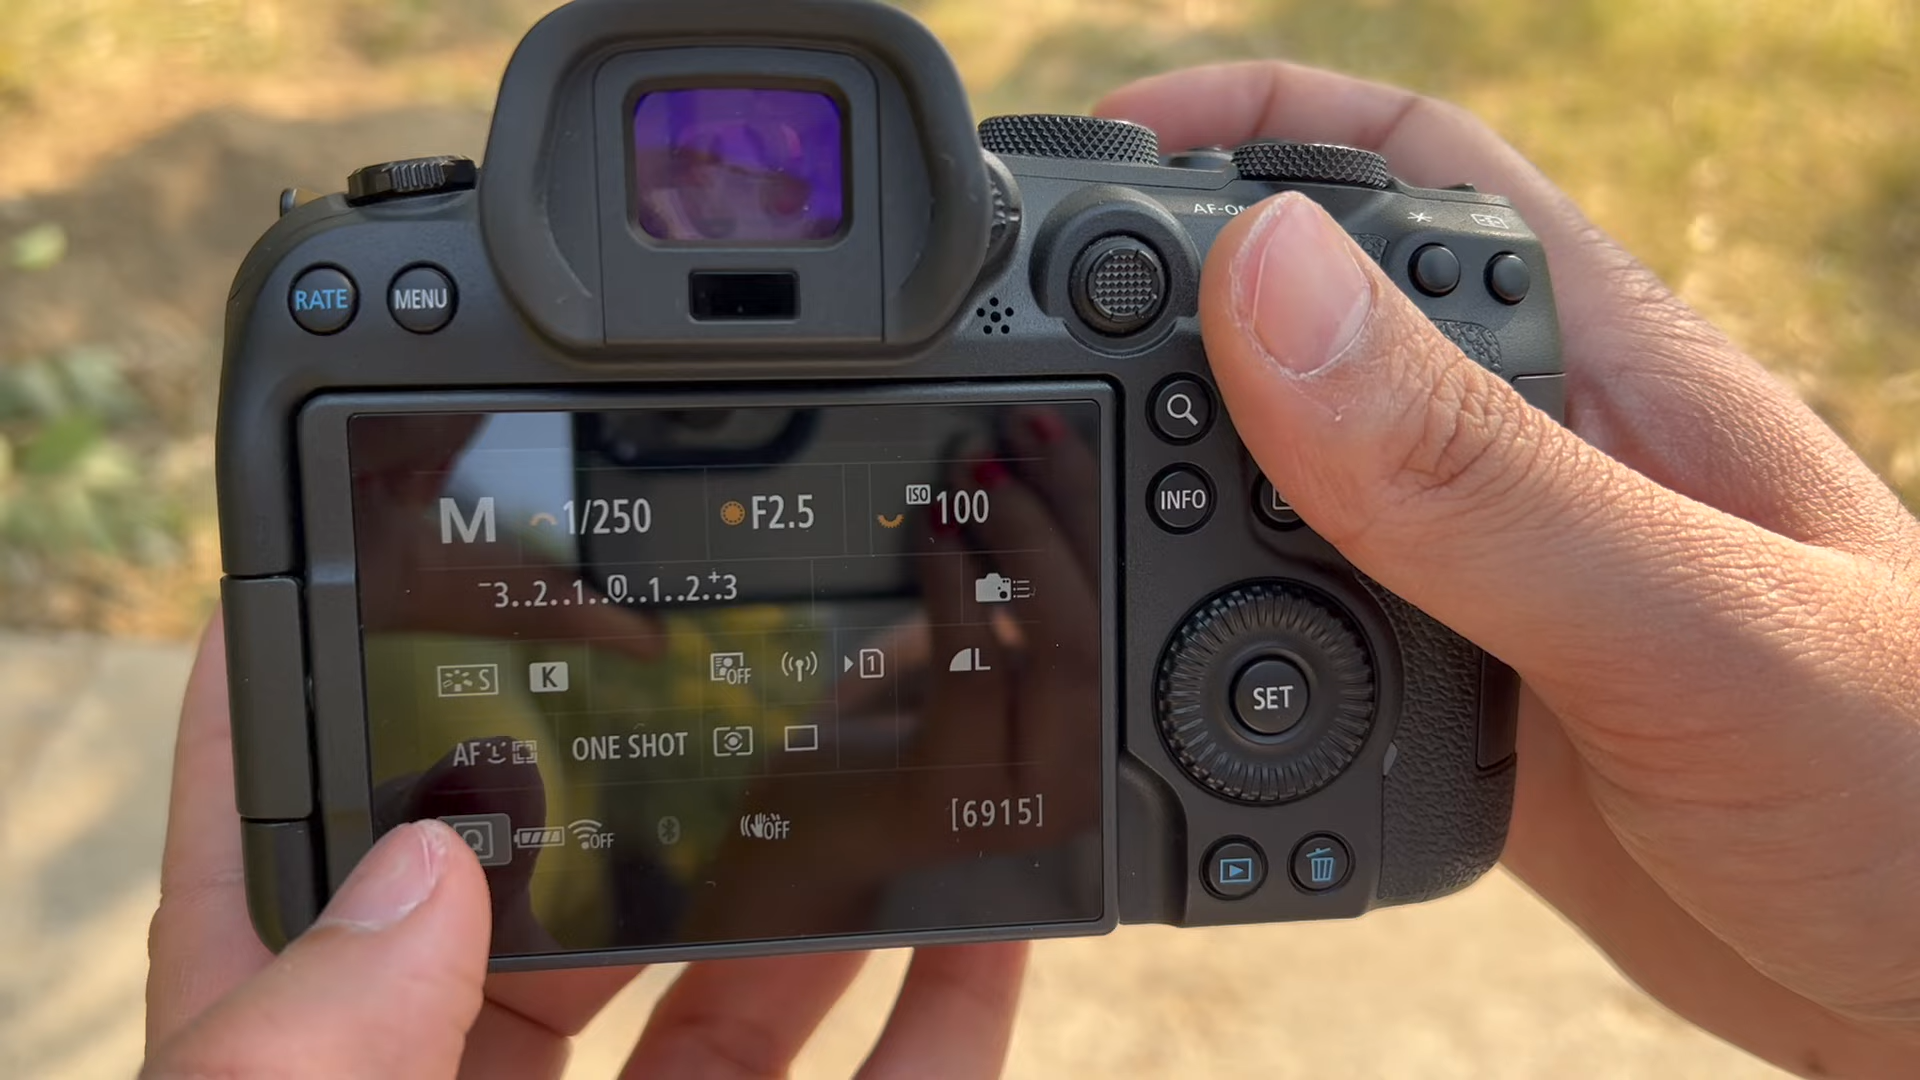 AF-ON
RATE
MENU
INFO
M 1/250 F2.5 ISO 100
-3..2..1..0..1..2..+3
S K OFF 1 L
SET
AF ONE SHOT
Q OFF OFF [6915]